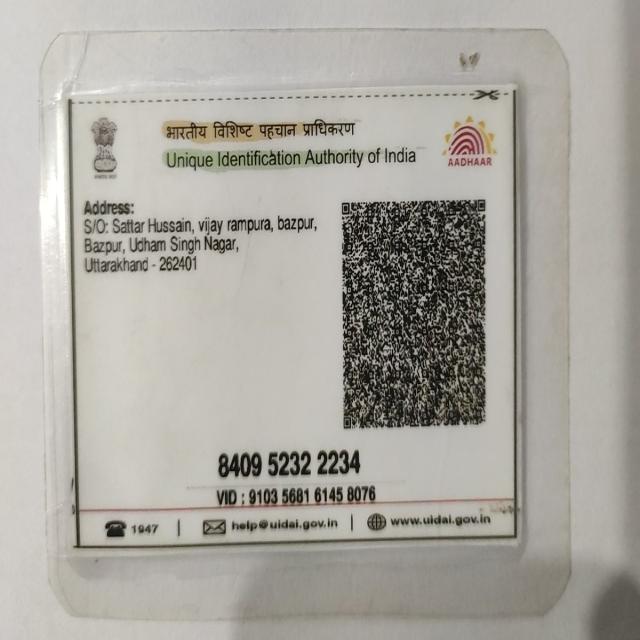 भारतीय विशिष्ट पहचान प्राधिकरण
Unique Identification Authority of India
AADHAAR
Address:
S/O: Sattar Hussain, vijay rampura, bazpur,
Bazpur, Udham Singh Nagar,
Uttarakhand - 262401
8409 5232 2234
VID : 9103 5681 6145 8076
1947 | help@uidai.gov.in | www.uidai.gov.in